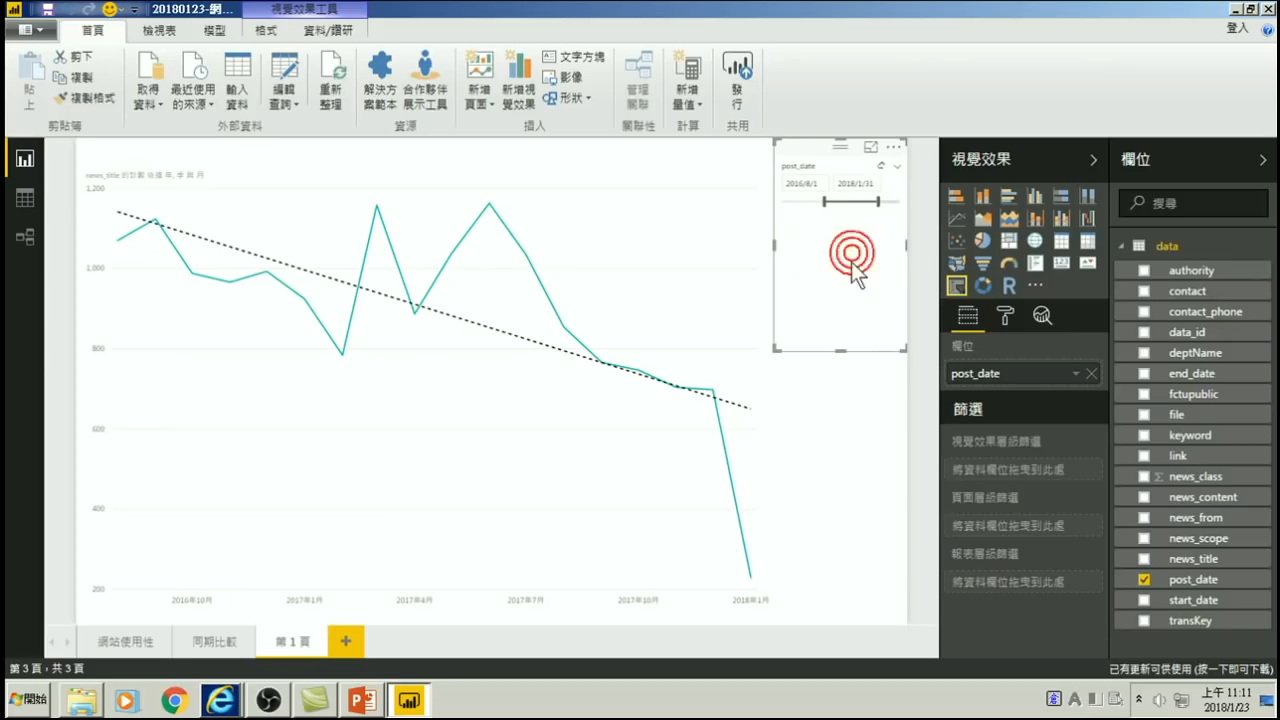 20180123-網...
視覺效果工具
首頁
檢視表
模型
格式
資料/鑽研
登入
貼上
剪下
複製
複製格式
剪貼簿
取得資料
最近使用的來源
輸入資料
編輯查詢
外部資料
重新整理
解決方案範本
合作夥伴展示工具
資源
新增頁面
新增視覺效果
文字方塊
影像
形狀
插入
管理關聯
關聯性
新增量值
計算
發行
共用
1,200
1,000
800
600
400
200
2016年10月
2017年1月
2017年4月
2017年7月
2017年10月
2018年1月
post_date
2016/8/1
2018/1/31
視覺效果
欄位
post_date
篩選
視覺效果層級篩選
將資料欄位拖曳到此處
頁面層級篩選
將資料欄位拖曳到此處
報表層級篩選
將資料欄位拖曳到此處
欄位
搜尋
data
authority
contact
contact_phone
data_id
deptName
end_date
fctupublic
file
keyword
link
Σ news_class
news_content
news_from
news_scope
news_title
post_date
start_date
transKey
網站使用性
同期比較
第 1 頁
第 3 頁，共 3 頁
已有更新可供使用 (按一下即可下載)
開始
上午 11:11
2018/1/23